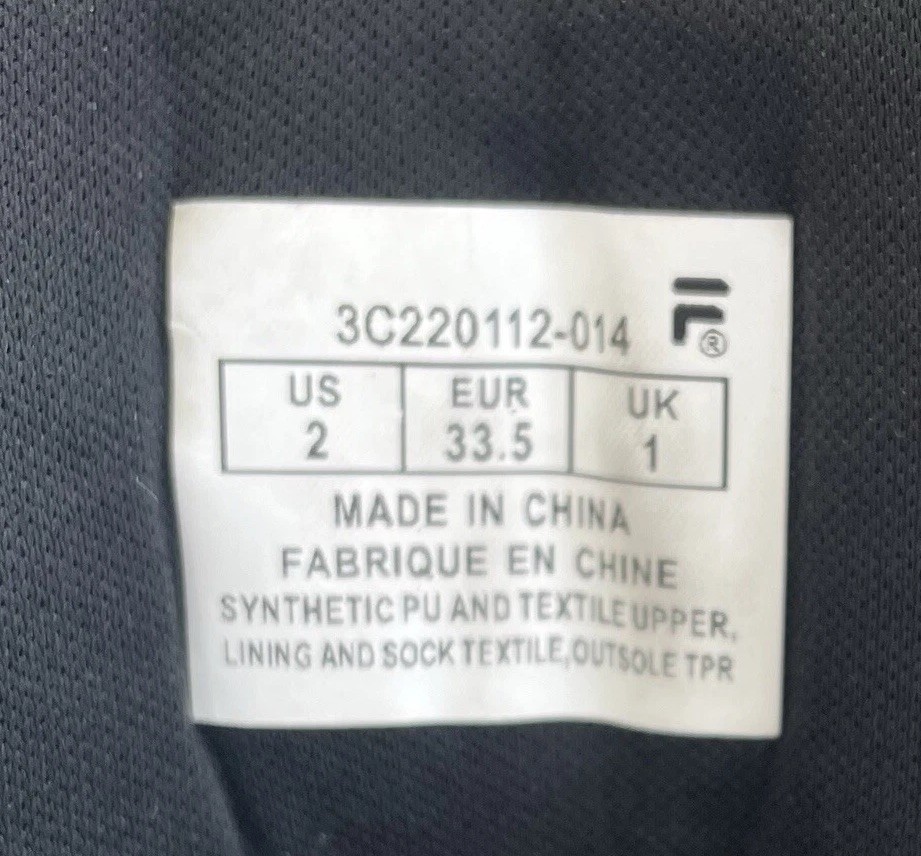 3C220112-014
US EUR UK
2 33.5 1
MADE IN CHINA
FABRIQUE EN CHINE
SYNTHETIC PU AND TEXTILE UPPER,
LINING AND SOCK TEXTILE,OUTSOLE TPR